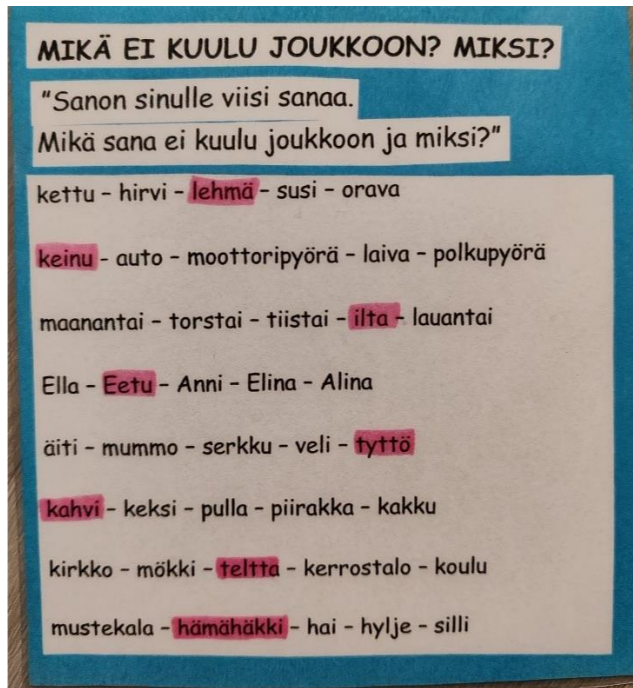 MIKÄ EI KUULU JOUKKOON? MIKSI?
"Sanon sinulle viisi sanaa.
Mikä sana ei kuulu joukkoon ja miksi?"
kettu - hirvi - lehmä - susi - orava
keinu - auto - moottoripyörä - laiva - polkupyörä
maanantai - torstai - tiistai - ilta - lauantai
Ella - Eetu - Anni - Elina - Alina
äiti - mummo - serkku - veli - tyttö
kahvi - keksi - pulla - piirakka - kakku
kirkko - mökki - teltta - kerrostalo - koulu
mustekala - hämähäkki - hai - hylje - silli